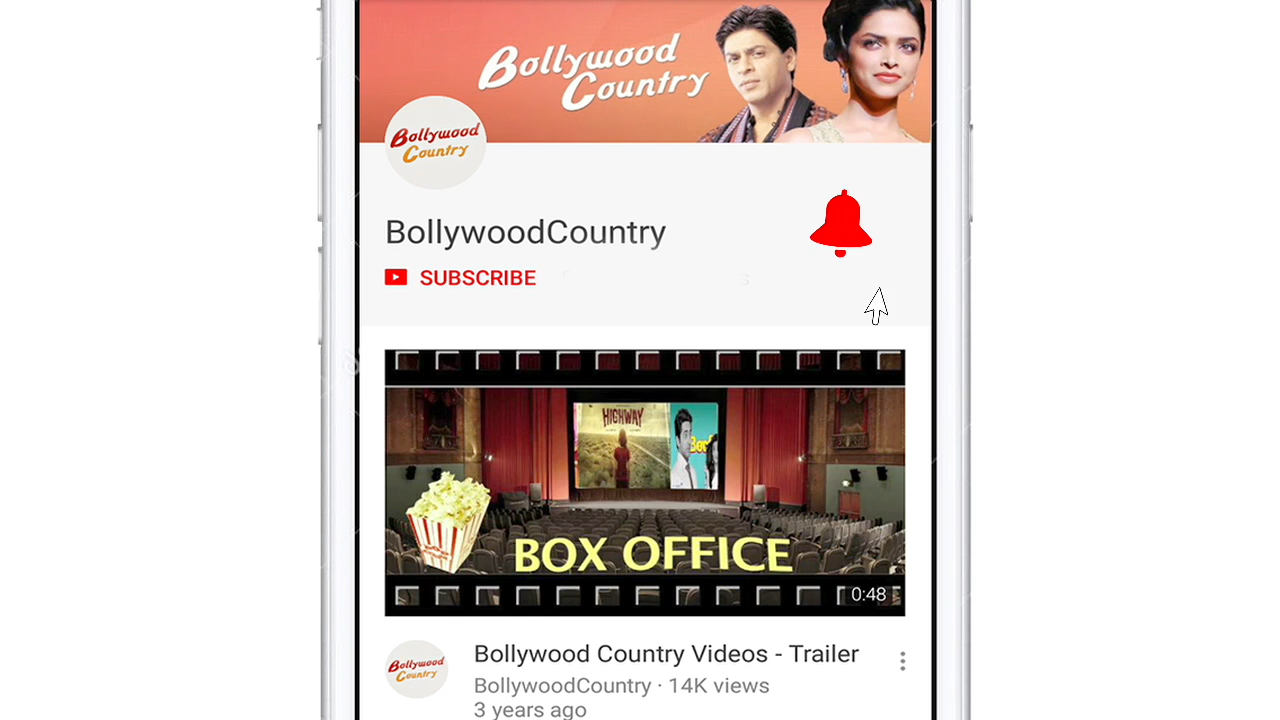 Bollywood
Country
Bollywood
Country
BollywoodCountry
SUBSCRIBE
HIGHWAY
BOX OFFICE
0:48
Bollywood Country Videos - Trailer
Bollywood
Country
BollywoodCountry · 14K views
3 years ago